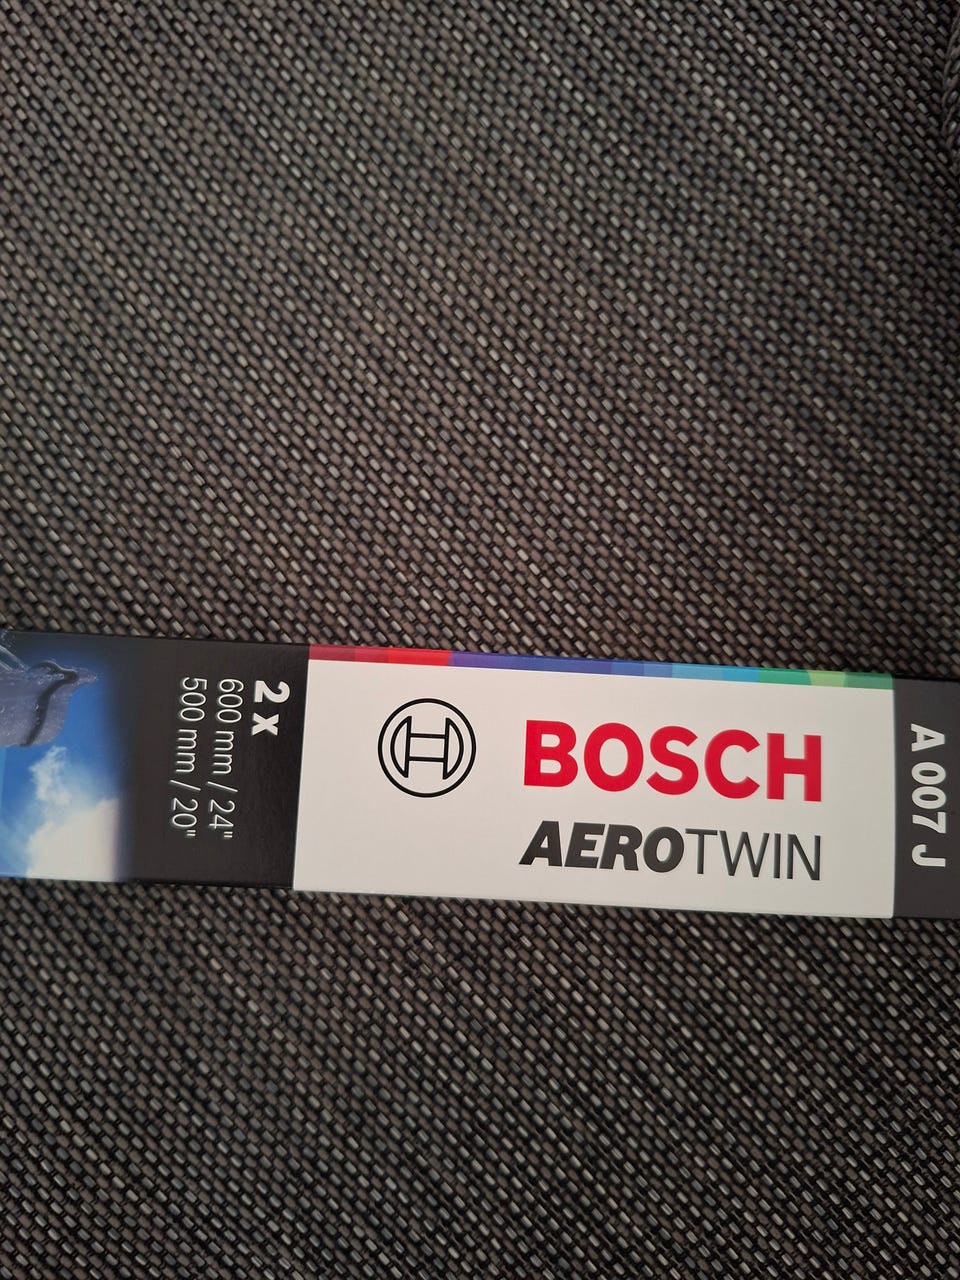 BOSCH
AEROTWIN
A 007 J
2 x
600 mm / 24"
500 mm / 20"